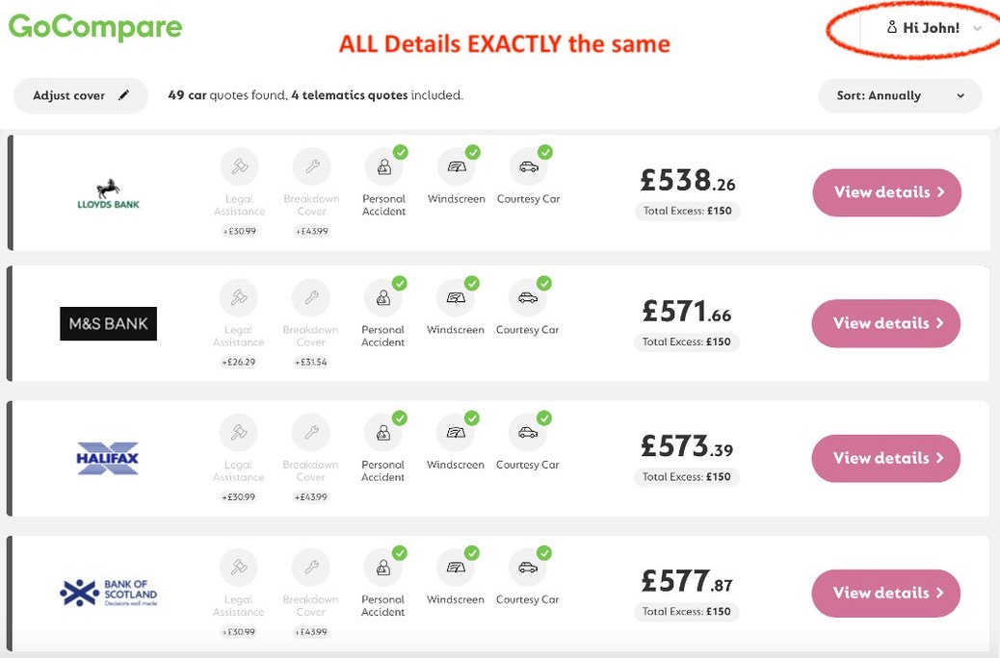 GoCompare
ALL Details EXACTLY the same
Hi John!
Adjust cover
49 car quotes found, 4 telematics quotes included.
Sort: Annually
LLOYDS BANK
Legal Assistance
+£30.99
Breakdown Cover
+£43.99
Personal Accident
Windscreen
Courtesy Car
£538.26
Total Excess: £150
View details
M&S BANK
Legal Assistance
+£26.29
Breakdown Cover
+£31.54
Personal Accident
Windscreen
Courtesy Car
£571.66
Total Excess: £150
View details
HALIFAX
Legal Assistance
+£30.99
Breakdown Cover
+£43.99
Personal Accident
Windscreen
Courtesy Car
£573.39
Total Excess: £150
View details
BANK OF SCOTLAND
Decisions well made
Legal Assistance
+£30.99
Breakdown Cover
+£43.99
Personal Accident
Windscreen
Courtesy Car
£577.87
Total Excess: £150
View details